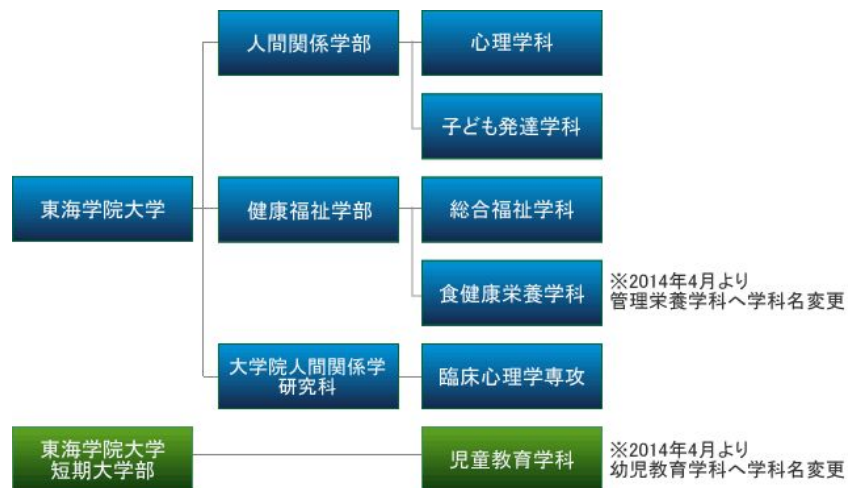 人間関係学部
心理学科
子ども発達学科
東海学院大学
健康福祉学部
総合福祉学科
食健康栄養学科
※2014年4月より
管理栄養学科へ学科名変更
大学院人間関係学
研究科
臨床心理学専攻
東海学院大学
短期大学部
児童教育学科
※2014年4月より
幼児教育学科へ学科名変更